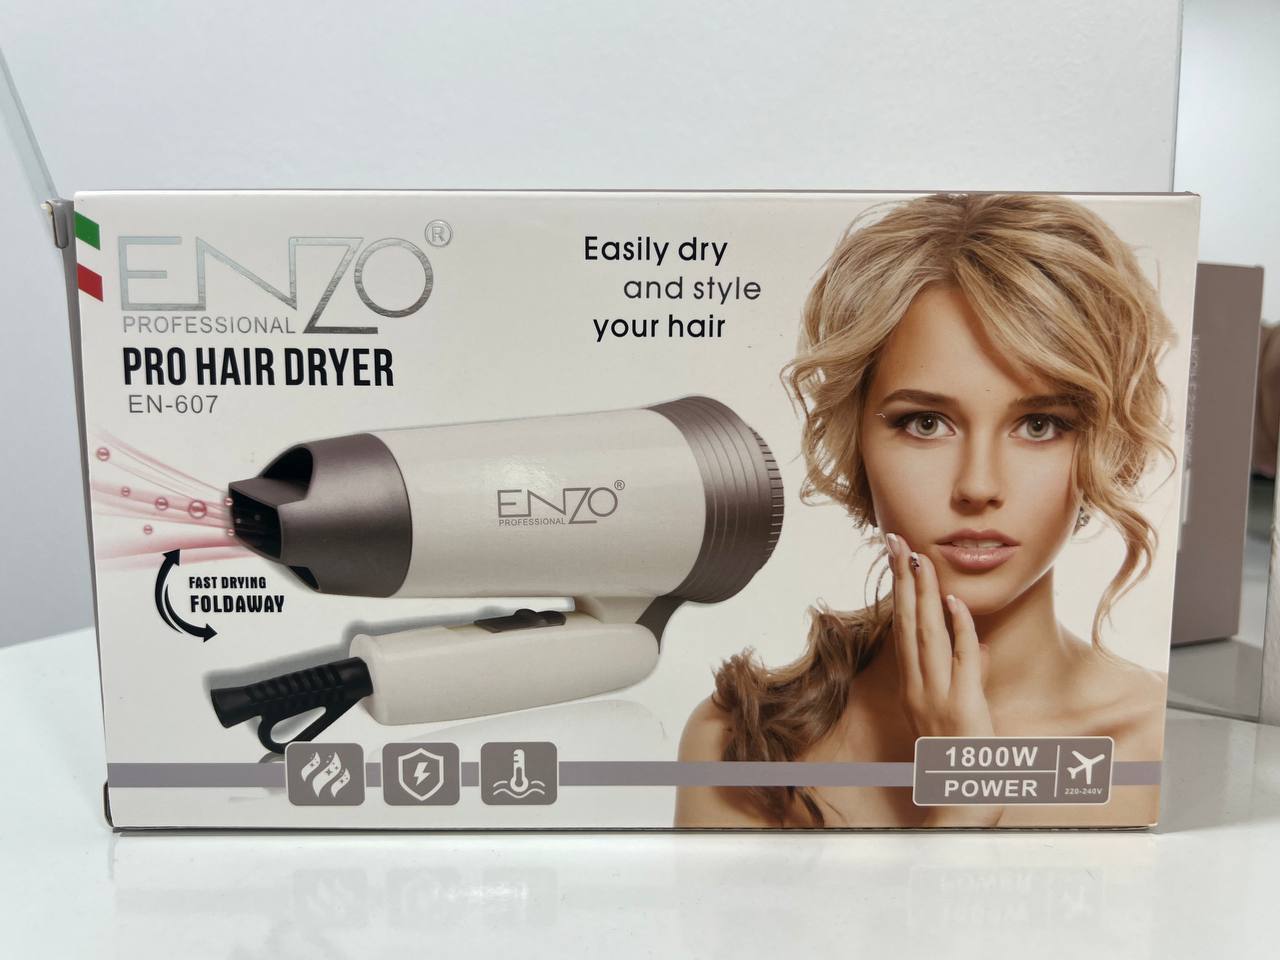 ENZO®
PROFESSIONAL
PRO HAIR DRYER
EN-607
Easily dry
and style
your hair
ENZO®
PROFESSIONAL
FAST DRYING
FOLDAWAY
1800W
POWER
220-240V